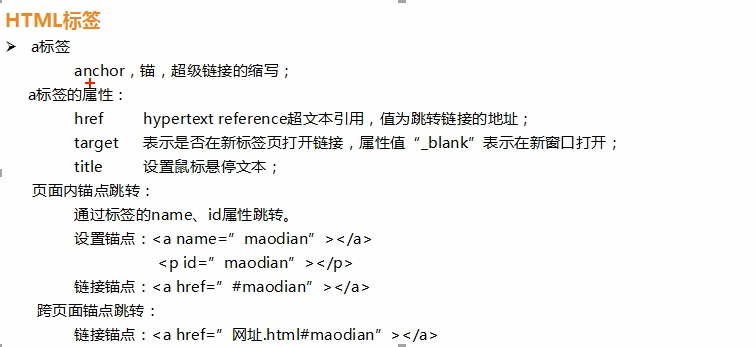 HTML标签
➢ a标签
anchor，锚，超级链接的缩写；
a标签的属性：
href hypertext reference超文本引用，值为跳转链接的地址；
target 表示是否在新标签页打开链接，属性值“_blank”表示在新窗口打开；
title 设置鼠标悬停文本；
页面内锚点跳转：
通过标签的name、id属性跳转。
设置锚点：<a name=”maodian”></a>
<p id=”maodian”></p>
链接锚点：<a href=”#maodian”></a>
跨页面锚点跳转：
链接锚点：<a href=”网址.html#maodian”></a>